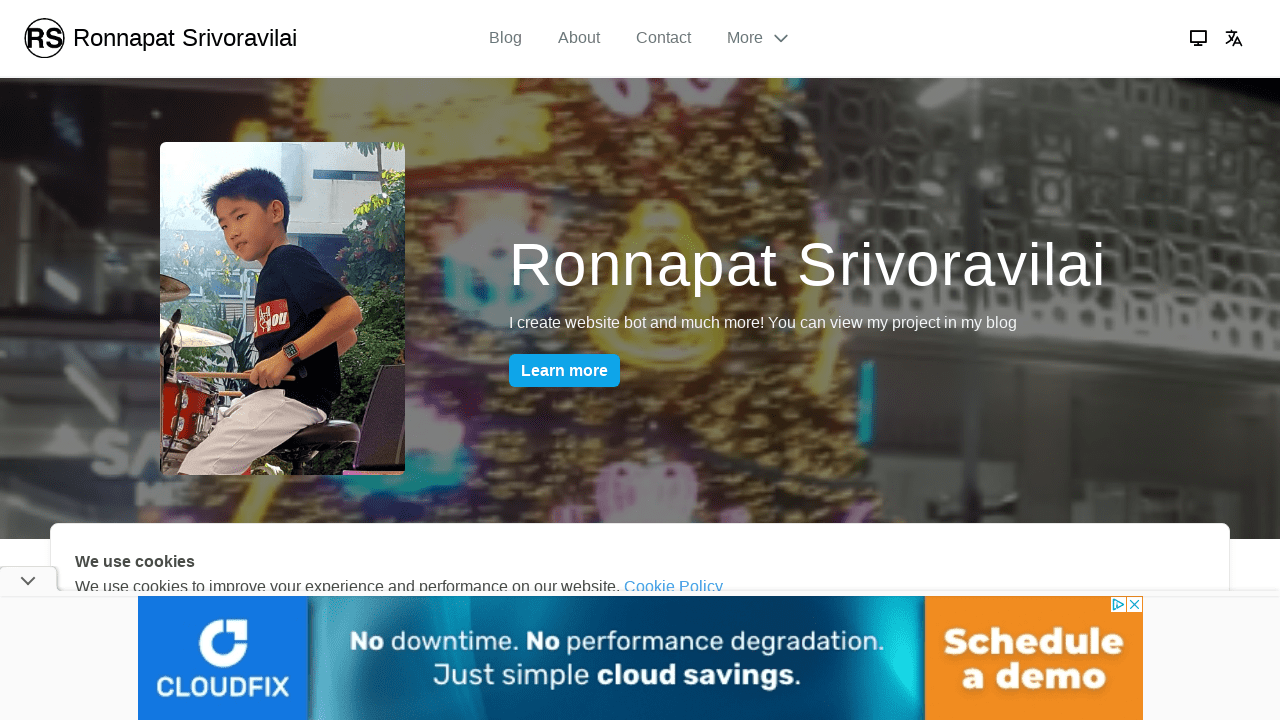 RS Ronnapat Srivoravilai
Blog
About
Contact
More
Ronnapat Srivoravilai
I create website bot and much more! You can view my project in my blog
Learn more
We use cookies
We use cookies to improve your experience and performance on our website. Cookie Policy
CLOUDFIX
No downtime. No performance degradation.
Just simple cloud savings.
Schedule
a demo